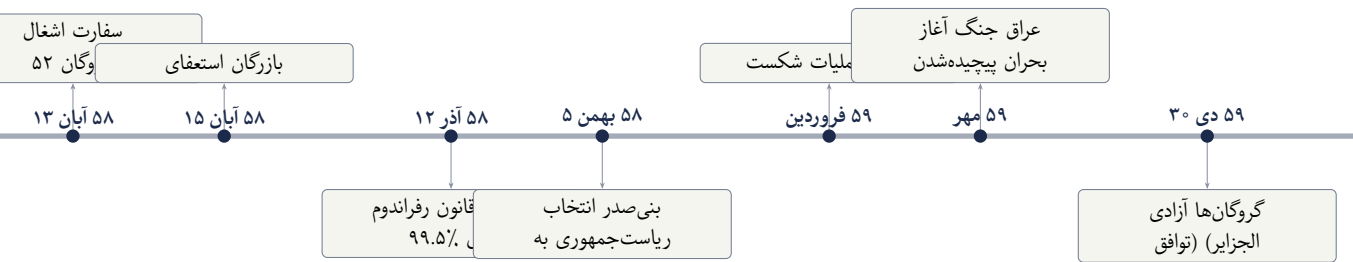 سفارت اشغال
۵۲
بازرگان استعفای
شکست
عراق جنگ آغاز
بحران پیچیده‌شدن
۵۸ آبان ۱۳
۵۸ آبان ۱۵
۵۸ آذر ۱۲
۵۸ بهمن ۵
۵۹ فروردین
۵۹ مهر
۵۹ دی ۳۰
قانون رفراندوم
۹۹.۵٪
بنی‌صدر انتخاب
ریاست‌جمهوری به
گروگان‌ها آزادی
الجزایر) (توافق